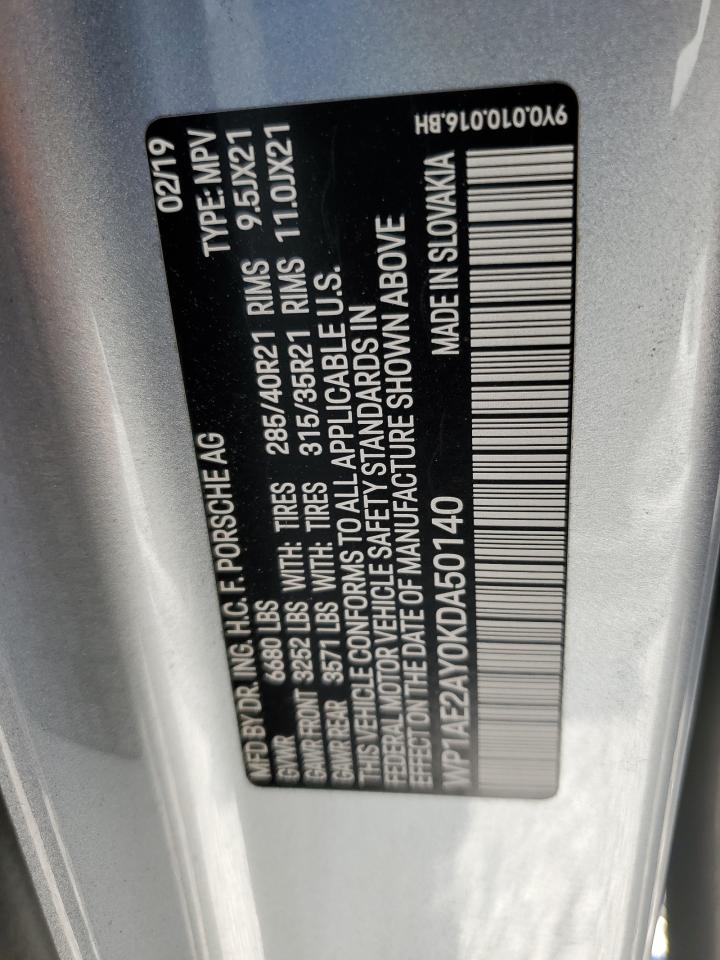 MFD BY DR. ING. H.C. F. PORSCHE AG 02/19
GVWR 6680 LBS TYPE: MPV
GAWR FRONT 3252 LBS WITH: TIRES 285/40R21 RIMS 9.5JX21
GAWR REAR 3571 LBS WITH: TIRES 315/35R21 RIMS 11.0JX21
THIS VEHICLE CONFORMS TO ALL APPLICABLE U.S.
FEDERAL MOTOR VEHICLE SAFETY STANDARDS IN
EFFECT ON THE DATE OF MANUFACTURE SHOWN ABOVE
WP1AE2AY0KDA50140 MADE IN SLOVAKIA
9Y0.010.016.BH